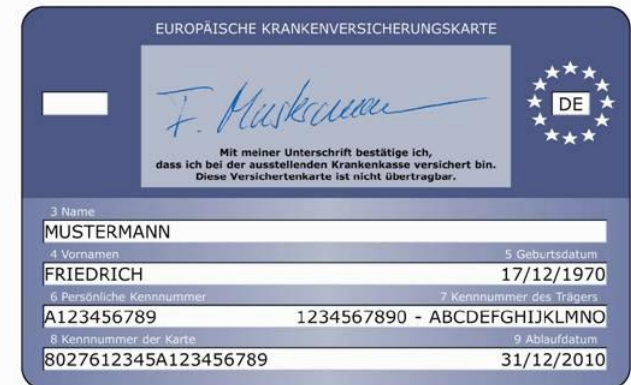 EUROPÄISCHE KRANKENVERSICHERUNGSKARTE
F. Mustermann
DE
Mit meiner Unterschrift bestätige ich,
dass ich bei der ausstellenden Krankenkasse versichert bin.
Diese Versichertenkarte ist nicht übertragbar.
3 Name
MUSTERMANN
4 Vornamen 5 Geburtsdatum
FRIEDRICH 17/12/1970
6 Persönliche Kennnummer 7 Kennnummer des Trägers
A123456789 1234567890 - ABCDEFGHIJKLMNO
8 Kennnummer der Karte 9 Ablaufdatum
8027612345A123456789 31/12/2010